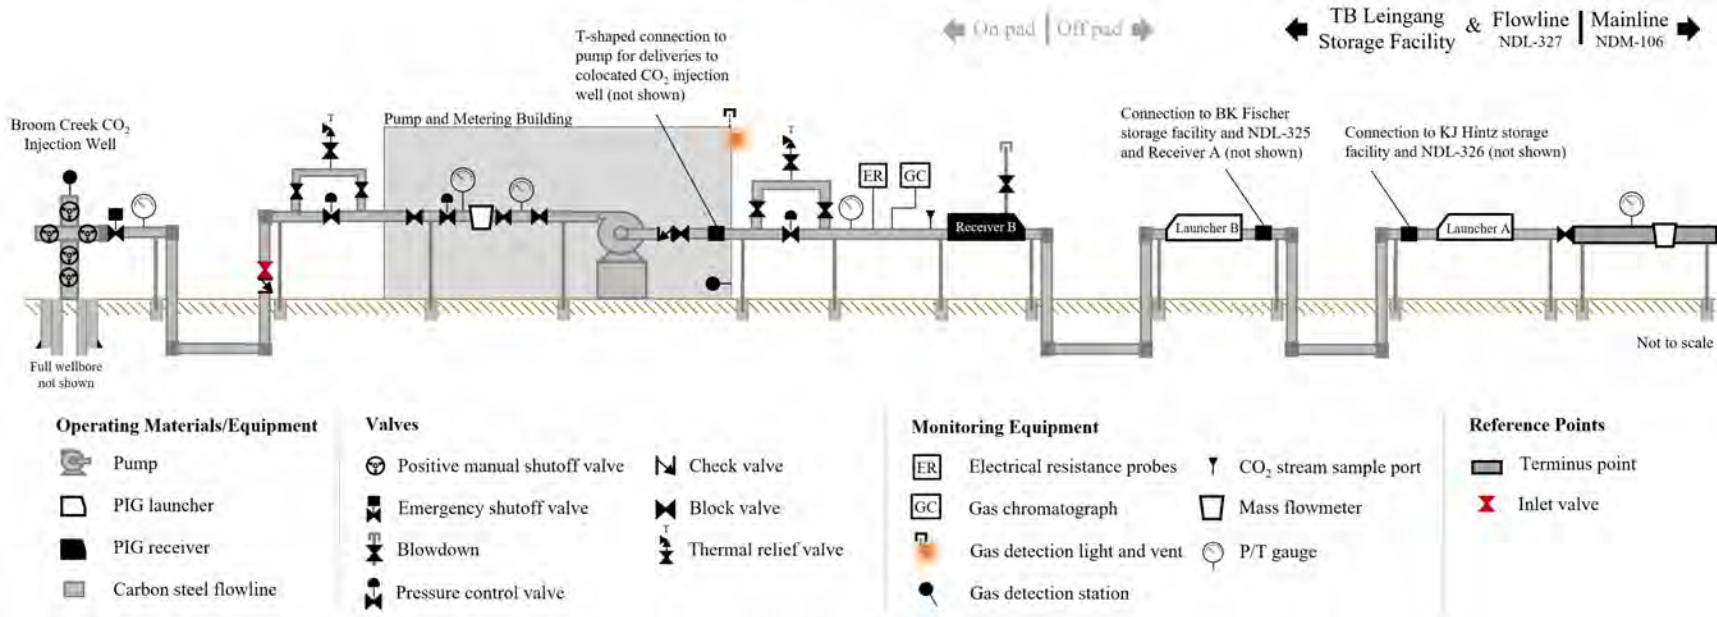 On pad | Off pad
TB Leingang
Storage Facility
&
Flowline
NDL-327
Mainline
NDM-106
T-shaped connection to
pump for deliveries to
colocated CO₂ injection
well (not shown)
Broom Creek CO₂
Injection Well
Pump and Metering Building
T
T
ER
GC
Connection to BK Fischer
storage facility and NDL-325
and Receiver A (not shown)
Connection to KJ Hintz storage
facility and NDL-326 (not shown)
Receiver B
Launcher B
Launcher A
Full wellbore
not shown
Not to scale
Operating Materials/Equipment
Pump
PIG launcher
PIG receiver
Carbon steel flowline
Valves
Positive manual shutoff valve
Emergency shutoff valve
Blowdown
Pressure control valve
Check valve
Block valve
T
Thermal relief valve
Monitoring Equipment
ER
Electrical resistance probes
GC
Gas chromatograph
Gas detection light and vent
Gas detection station
CO₂ stream sample port
Mass flowmeter
P/T gauge
Reference Points
Terminus point
Inlet valve